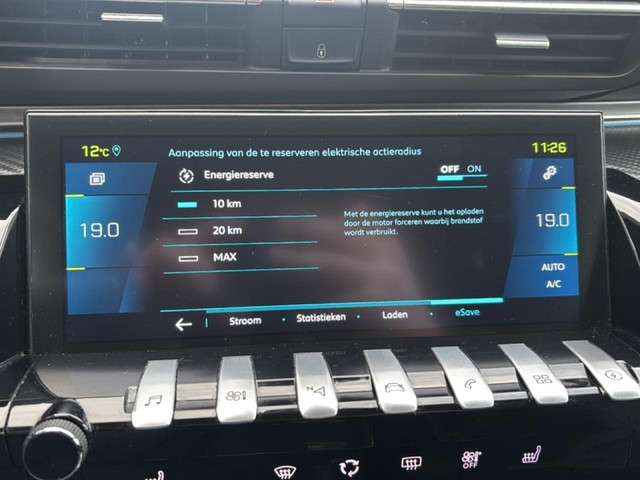 12°C
Aanpassing van de te reserveren elektrische actieradius
11:26
Energiereserve
OFF ON
10 km
20 km
MAX
Met de energiereserve kunt u het opladen
door de motor forceren waarbij brandstof
wordt verbruikt.
19.0
19.0
AUTO
A/C
Stroom • Statistieken • Laden • eSave
N
OFF